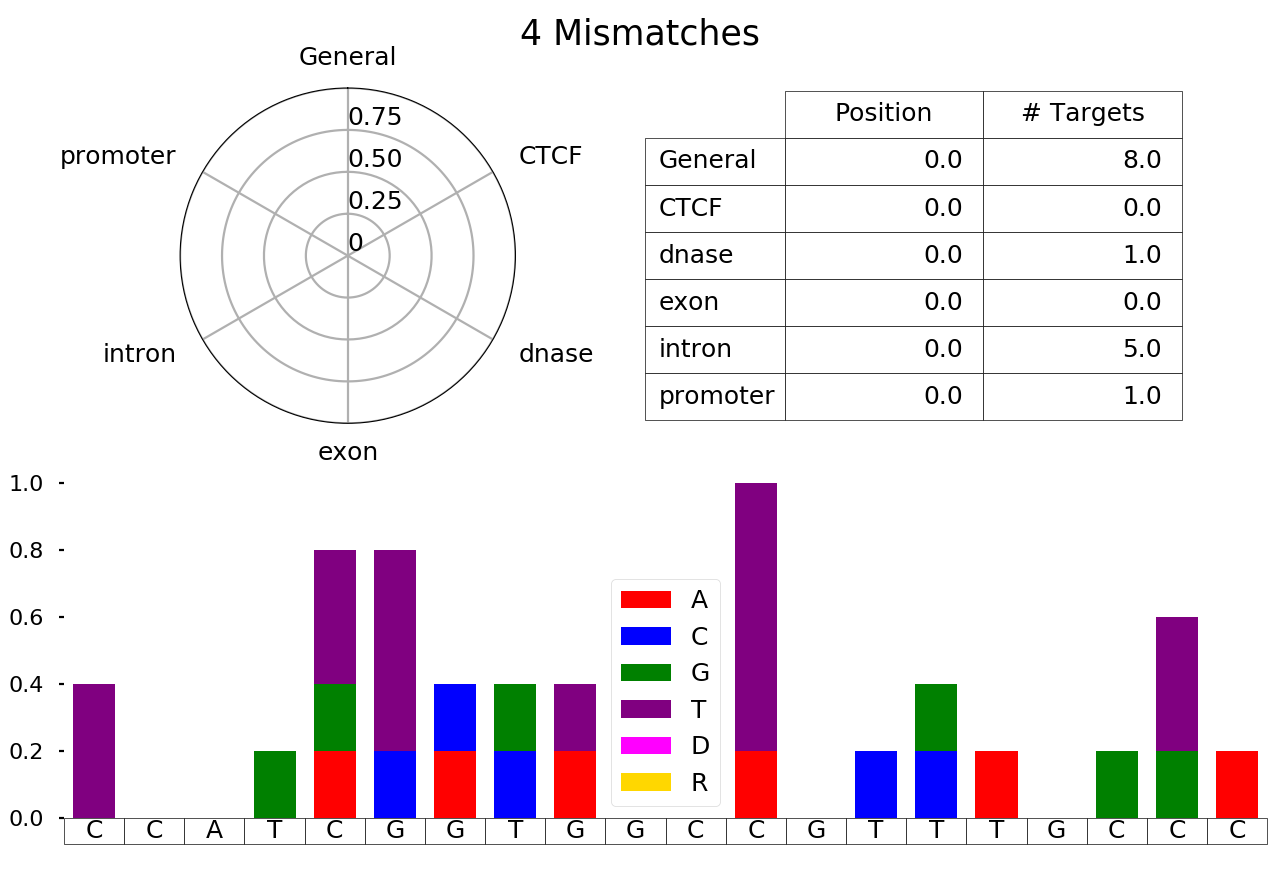 4 Mismatches
General
promoter
CTCF
intron
dnase
exon
0.75
0.50
0.25
0
Position # Targets
General 0.0 8.0
CTCF 0.0 0.0
dnase 0.0 1.0
exon 0.0 0.0
intron 0.0 5.0
promoter 0.0 1.0
1.0
0.8
0.6
0.4
0.2
0.0
A
C
G
T
D
R
C C A T C G G T G G C C G T T T G C C C